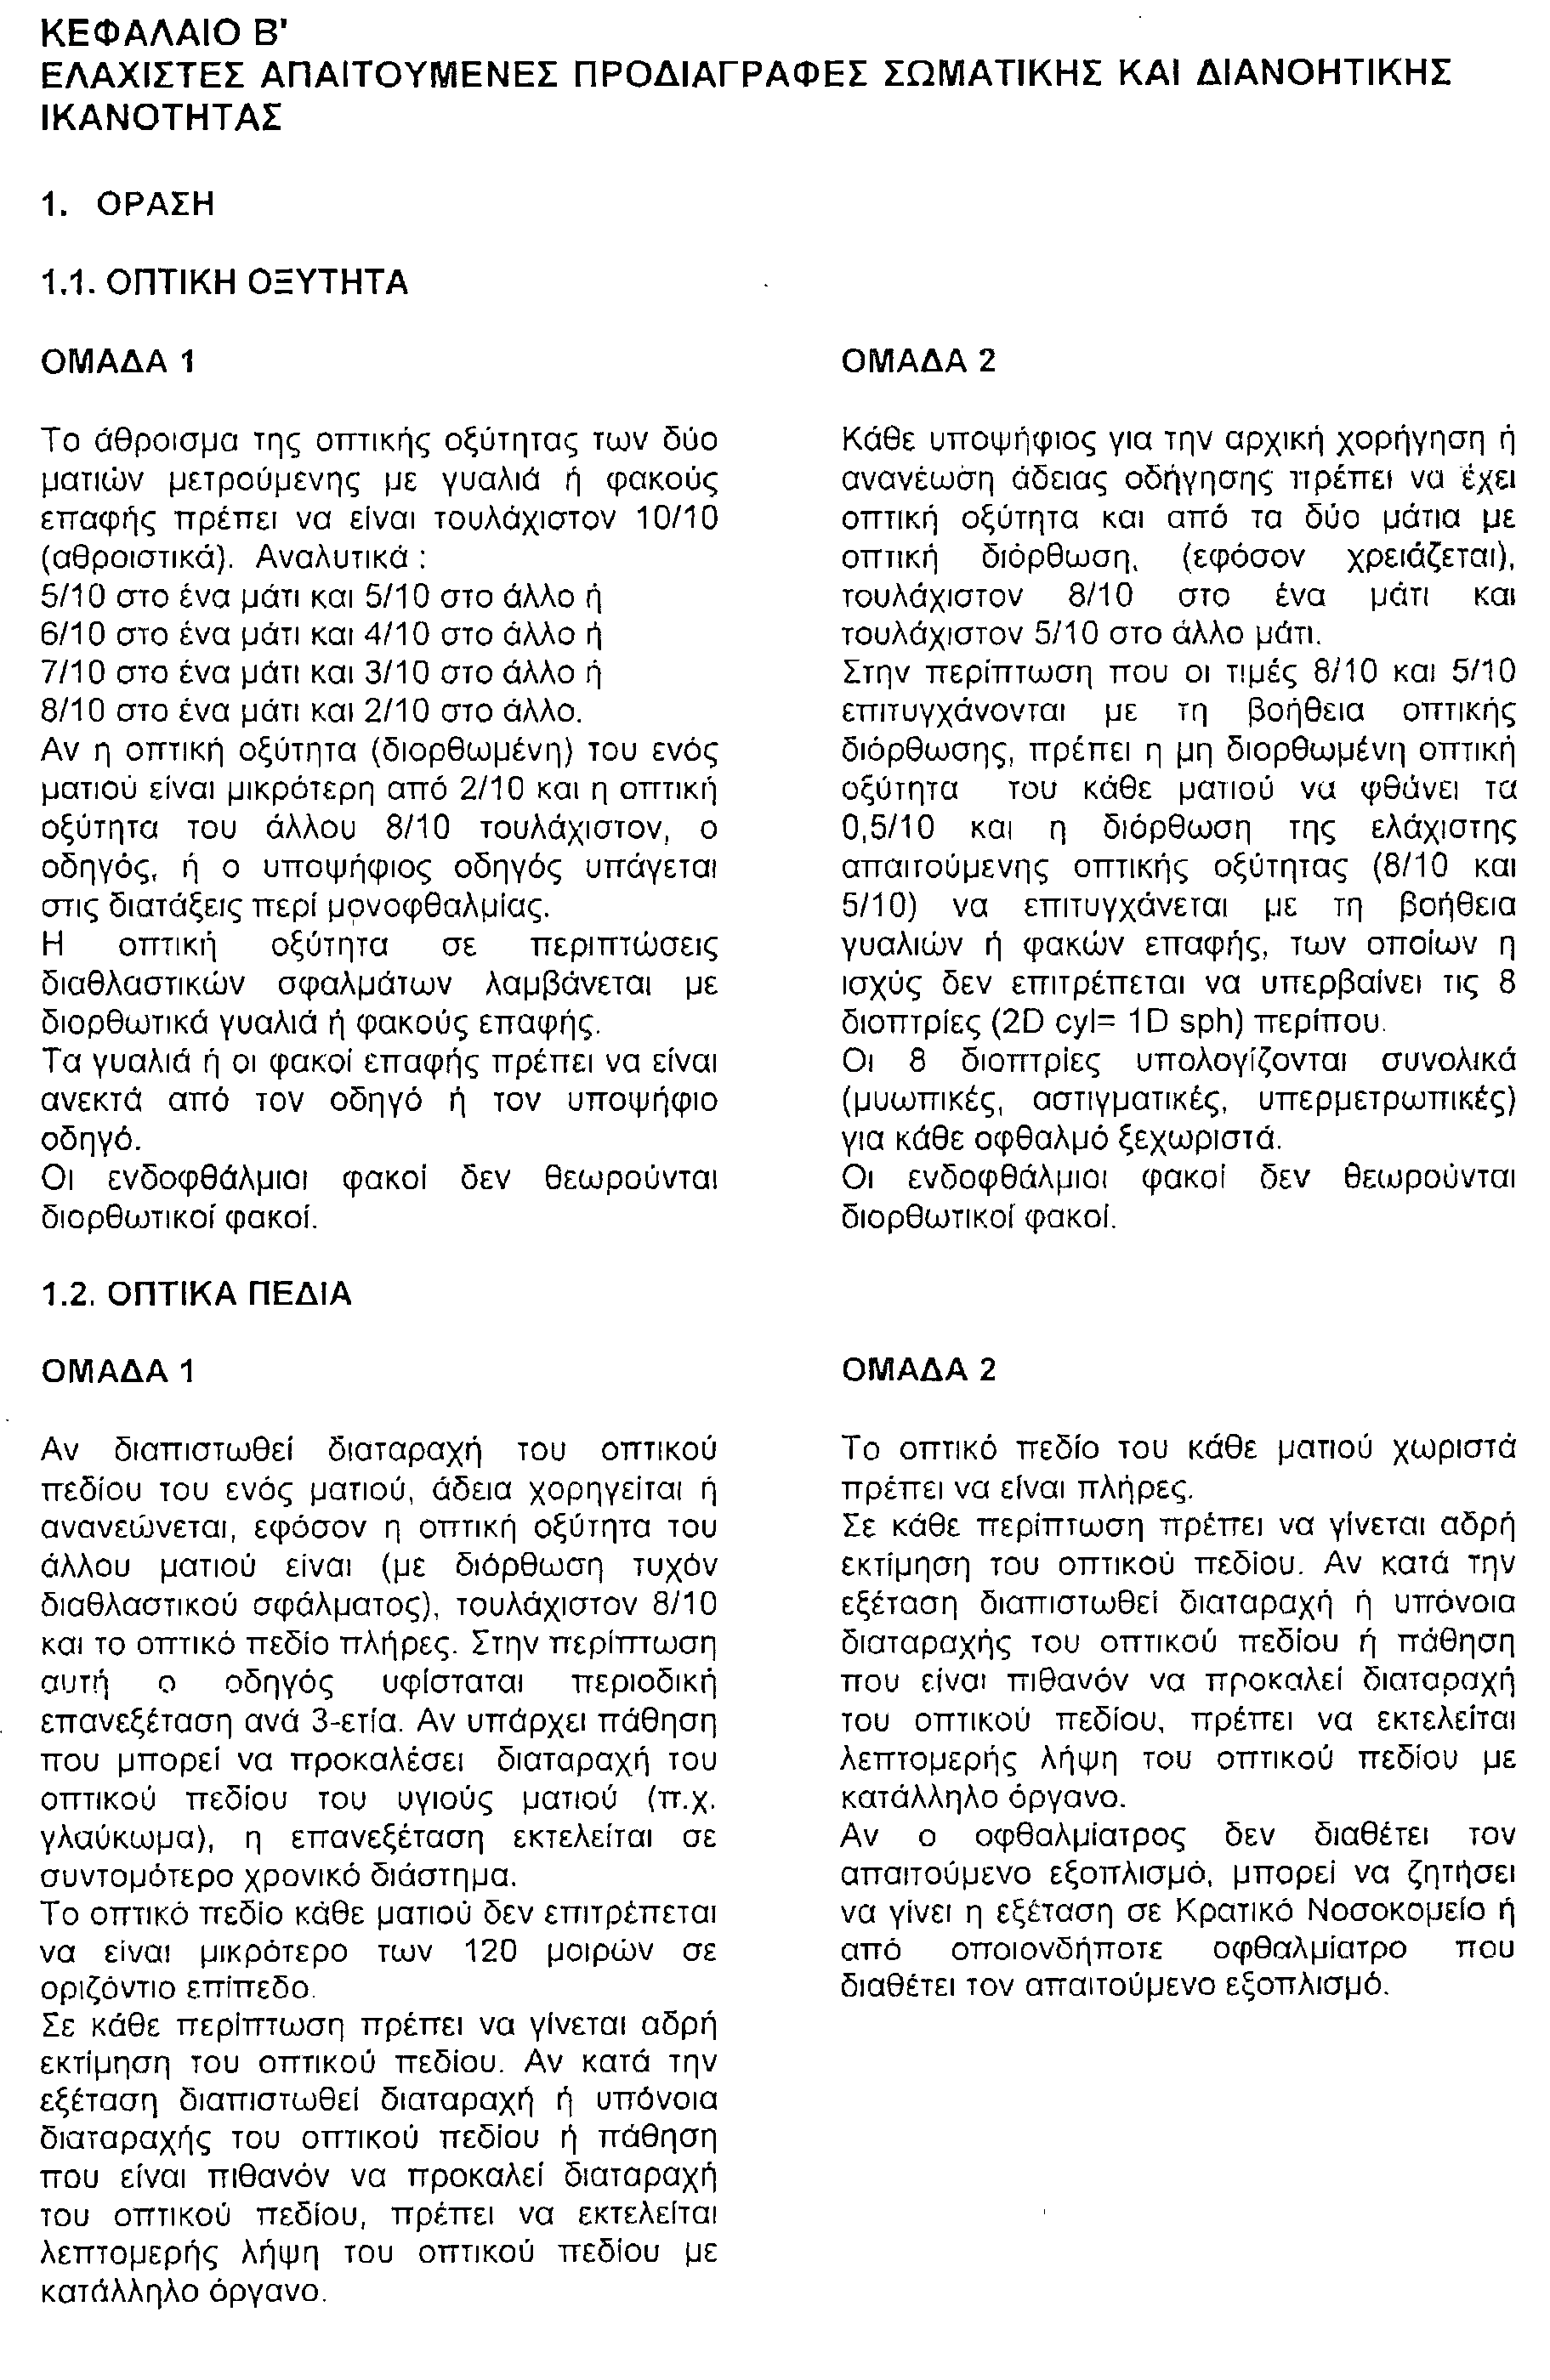 ΚΕΦΑΛΑΙΟ Β'
ΕΛΑΧΙΣΤΕΣ ΑΠΑΙΤΟΥΜΕΝΕΣ ΠΡΟΔΙΑΓΡΑΦΕΣ ΣΩΜΑΤΙΚΗΣ ΚΑΙ ΔΙΑΝΟΗΤΙΚΗΣ
ΙΚΑΝΟΤΗΤΑΣ
1. ΟΡΑΣΗ
1.1. ΟΠΤΙΚΗ ΟΞΥΤΗΤΑ
ΟΜΑΔΑ 1
Το άθροισμα της οπτικής οξύτητας των δύο
ματιών μετρούμενης με γυαλιά ή φακούς
επαφής πρέπει να είναι τουλάχιστον 10/10
(αθροιστικά). Αναλυτικά :
5/10 στο ένα μάτι και 5/10 στο άλλο ή
6/10 στο ένα μάτι και 4/10 στο άλλο ή
7/10 στο ένα μάτι και 3/10 στο άλλο ή
8/10 στο ένα μάτι και 2/10 στο άλλο.
Αν η οπτική οξύτητα (διορθωμένη) του ενός
ματιού είναι μικρότερη από 2/10 και η οπτική
οξύτητα του άλλου 8/10 τουλάχιστον, ο
οδηγός, ή ο υποψήφιος οδηγός υπάγεται
στις διατάξεις περί μονοφθαλμίας.
Η οπτική οξύτητα σε περιπτώσεις
διαθλαστικών σφαλμάτων λαμβάνεται με
διορθωτικά γυαλιά ή φακούς επαφής.
Τα γυαλιά ή οι φακοί επαφής πρέπει να είναι
ανεκτά από τον οδηγό ή τον υποψήφιο
οδηγό.
Οι ενδοφθάλμιοι φακοί δεν θεωρούνται
διορθωτικοί φακοί.
ΟΜΑΔΑ 2
Κάθε υποψήφιος για την αρχική χορήγηση ή
ανανέωση άδειας οδήγησης πρέπει να έχει
οπτική οξύτητα και από τα δύο μάτια με
οπτική διόρθωση, (εφόσον χρειάζεται),
τουλάχιστον 8/10 στο ένα μάτι και
τουλάχιστον 5/10 στο άλλο μάτι.
Στην περίπτωση που οι τιμές 8/10 και 5/10
επιτυγχάνονται με τη βοήθεια οπτικής
διόρθωσης, πρέπει η μη διορθωμένη οπτική
οξύτητα του κάθε ματιού να φθάνει τα
0,5/10 και η διόρθωση της ελάχιστης
απαιτούμενης οπτικής οξύτητας (8/10 και
5/10) να επιτυγχάνεται με τη βοήθεια
γυαλιών ή φακών επαφής, των οποίων η
ισχύς δεν επιτρέπεται να υπερβαίνει τις 8
διοπτρίες (2D cyl= 1D sph) περίπου.
Οι 8 διοπτρίες υπολογίζονται συνολικά
(μυωπικές, αστιγματικές, υπερμετρωπικές)
για κάθε οφθαλμό ξεχωριστά.
Οι ενδοφθάλμιοι φακοί δεν θεωρούνται
διορθωτικοί φακοί.
1.2. ΟΠΤΙΚΑ ΠΕΔΙΑ
ΟΜΑΔΑ 1
Αν διαπιστωθεί διαταραχή του οπτικού
πεδίου του ενός ματιού, άδεια χορηγείται ή
ανανεώνεται, εφόσον η οπτική οξύτητα του
άλλου ματιού είναι (με διόρθωση τυχόν
διαθλαστικού σφάλματος), τουλάχιστον 8/10
και το οπτικό πεδίο πλήρες. Στην περίπτωση
αυτή ο οδηγός υφίσταται περιοδική
επανεξέταση ανά 3-ετία. Αν υπάρχει πάθηση
που μπορεί να προκαλέσει διαταραχή του
οπτικού πεδίου του υγιούς ματιού (π.χ.
γλαύκωμα), η επανεξέταση εκτελείται σε
συντομότερο χρονικό διάστημα.
Το οπτικό πεδίο κάθε ματιού δεν επιτρέπεται
να είναι μικρότερο των 120 μοιρών σε
οριζόντιο επίπεδο.
Σε κάθε περίπτωση πρέπει να γίνεται αδρή
εκτίμηση του οπτικού πεδίου. Αν κατά την
εξέταση διαπιστωθεί διαταραχή ή υπόνοια
διαταραχής του οπτικού πεδίου ή πάθηση
που είναι πιθανόν να προκαλεί διαταραχή
του οπτικού πεδίου, πρέπει να εκτελείται
λεπτομερής λήψη του οπτικού πεδίου με
κατάλληλο όργανο.
ΟΜΑΔΑ 2
Το οπτικό πεδίο του κάθε ματιού χωριστά
πρέπει να είναι πλήρες.
Σε κάθε περίπτωση πρέπει να γίνεται αδρή
εκτίμηση του οπτικού πεδίου. Αν κατά την
εξέταση διαπιστωθεί διαταραχή ή υπόνοια
διαταραχής του οπτικού πεδίου ή πάθηση
που είναι πιθανόν να προκαλεί διαταραχή
του οπτικού πεδίου, πρέπει να εκτελείται
λεπτομερής λήψη του οπτικού πεδίου με
κατάλληλο όργανο.
Αν ο οφθαλμίατρος δεν διαθέτει τον
απαιτούμενο εξοπλισμό, μπορεί να ζητήσει
να γίνει η εξέταση σε Κρατικό Νοσοκομείο ή
από οποιονδήποτε οφθαλμίατρο που
διαθέτει τον απαιτούμενο εξοπλισμό.